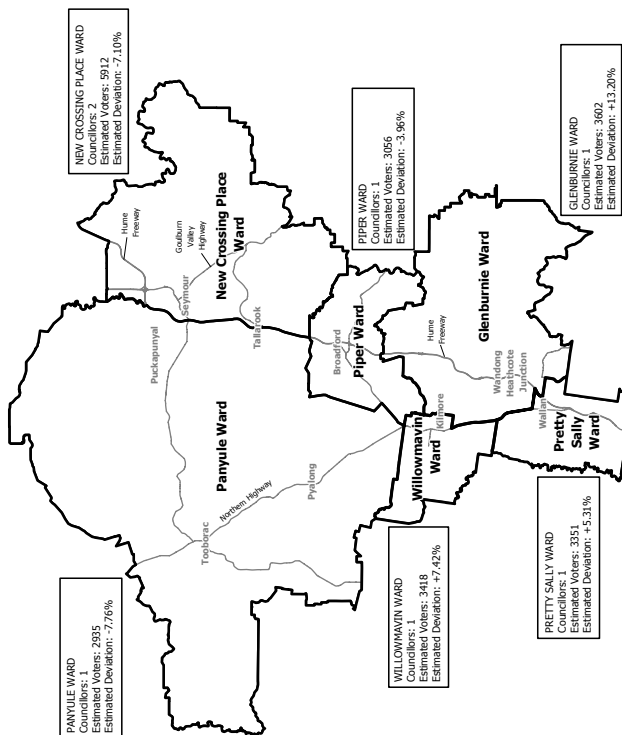 NEW CROSSING PLACE WARD
Councillors: 2
Estimated Voters: 5912
Estimated Deviation: -7.10%
Hume
Freeway
Goulburn
Valley
Highway
New Crossing Place
Ward
Seymour
Puckapunyal
Tallarook
PIPER WARD
Councillors: 1
Estimated Voters: 3056
Estimated Deviation: -3.96%
Broadford
Piper Ward
GLENBURNIE WARD
Councillors: 1
Estimated Voters: 3602
Estimated Deviation: +13.20%
Glenburnie Ward
Hume
Freeway
Wandong
Heathcote
Junction
Panyule Ward
Northern Highway
Tooborac
Pyalong
Willowmavin
Ward
Kilmore
Wallan
Pretty
Sally
Ward
PANYULE WARD
Councillors: 1
Estimated Voters: 2935
Estimated Deviation: -7.76%
WILLOWMAVIN WARD
Councillors: 1
Estimated Voters: 3418
Estimated Deviation: +7.42%
PRETTY SALLY WARD
Councillors: 1
Estimated Voters: 3351
Estimated Deviation: +5.31%